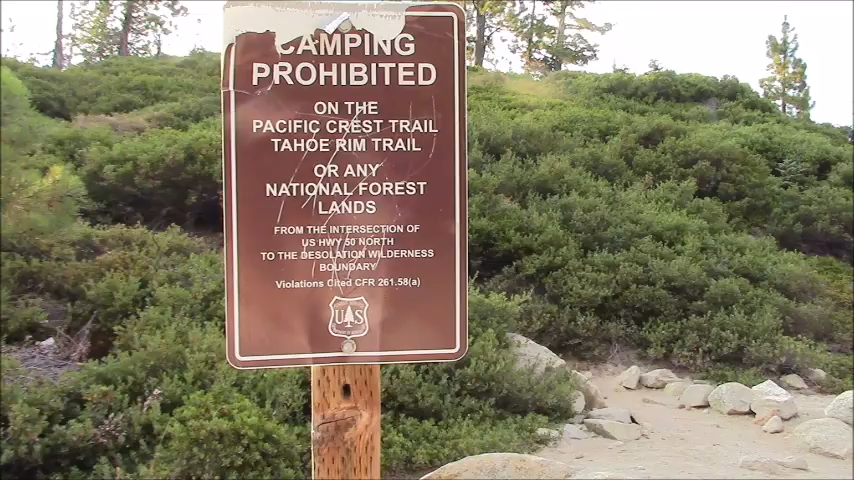 CAMPING
PROHIBITED
ON THE
PACIFIC CREST TRAIL
TAHOE RIM TRAIL
OR ANY
NATIONAL FOREST
LANDS
FROM THE INTERSECTION OF
US HWY 50 NORTH
TO THE DESOLATION WILDERNESS
BOUNDARY
Violations Cited CFR 261.58(a)
U S